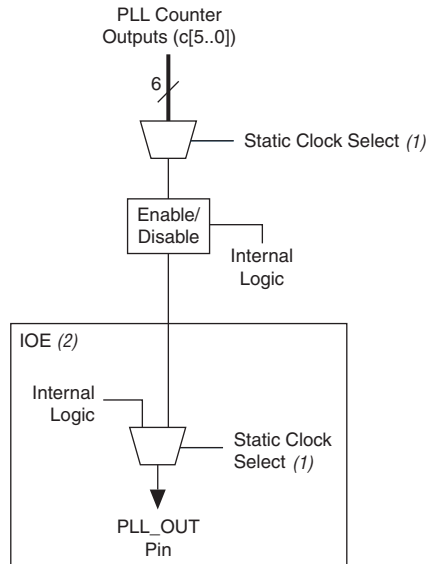 PLL Counter
Outputs (c[5..0])
6
Static Clock Select (1)
Enable/
Disable
Internal
Logic
IOE (2)
Internal
Logic
Static Clock
Select (1)
PLL_OUT
Pin